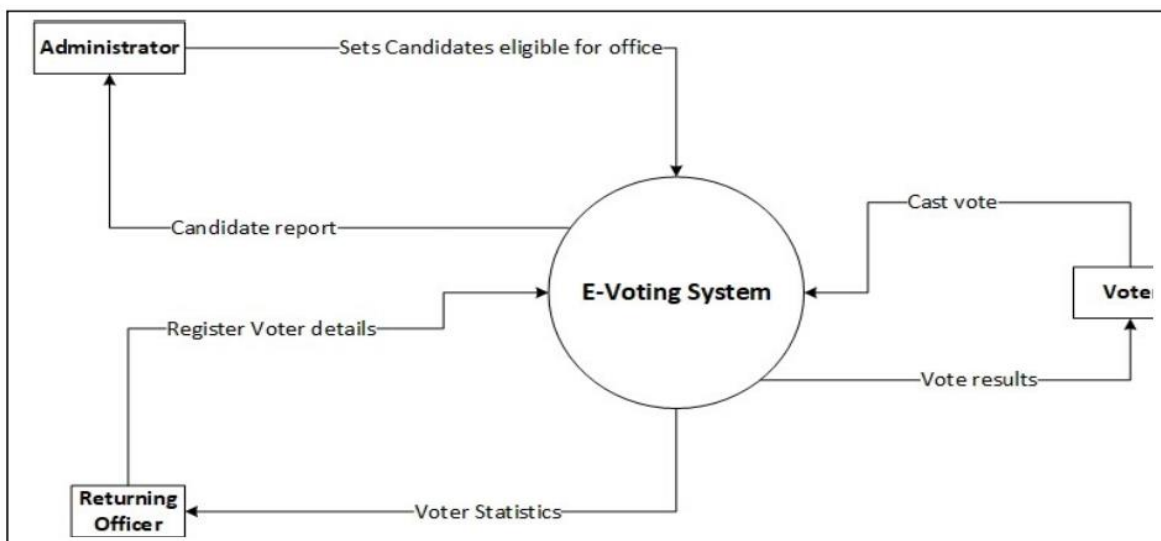 Administrator
Sets Candidates eligible for office
Cast vote
Candidate report
E-Voting System
Voter
Register Voter details
Vote results
Returning
Officer
Voter Statistics